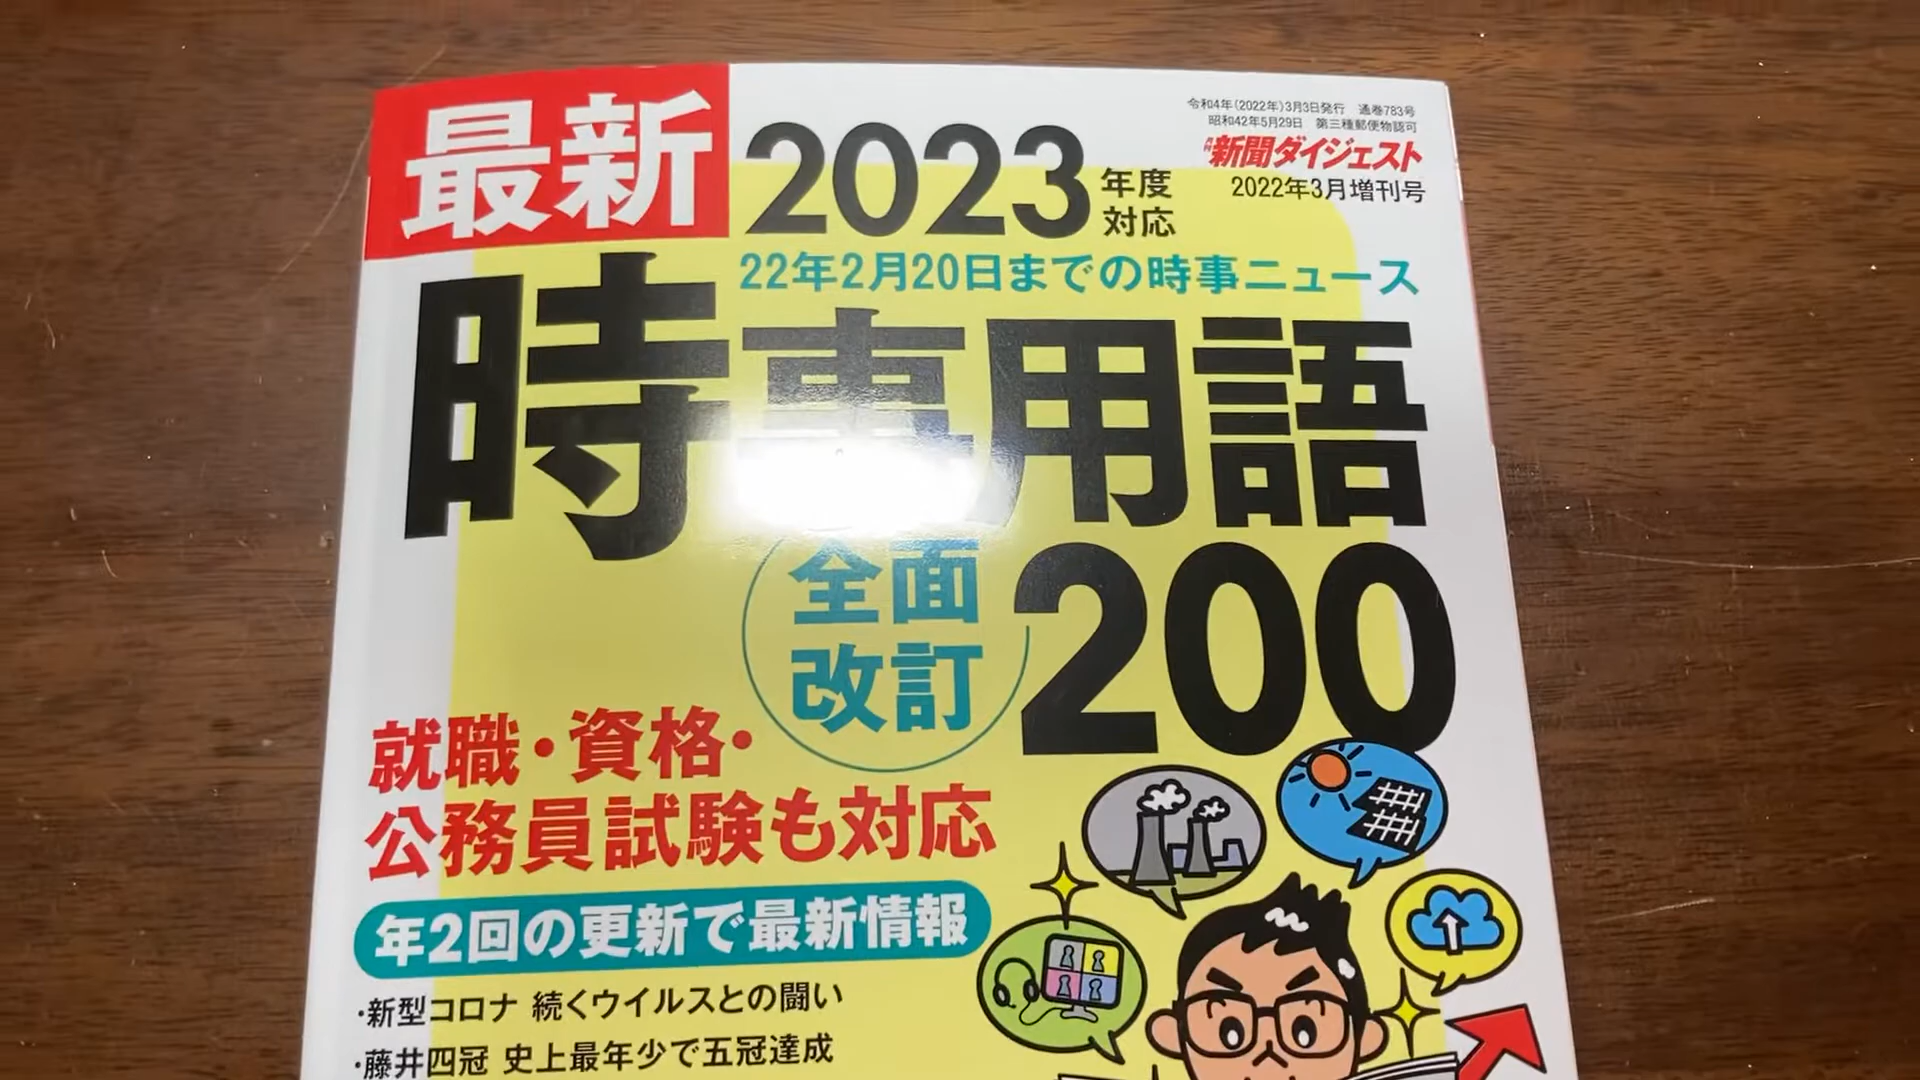 最新
2023年度対応
令和4年(2022年)3月3日発行　通巻783号
昭和42年5月29日　第三種郵便物認可
月刊新聞ダイジェスト
2022年3月増刊号
22年2月20日までの時事ニュース
時事用語
全面改訂
200
就職・資格・
公務員試験も対応
年2回の更新で最新情報
・新型コロナ 続くウイルスとの闘い
・藤井四冠 史上最年少で五冠達成